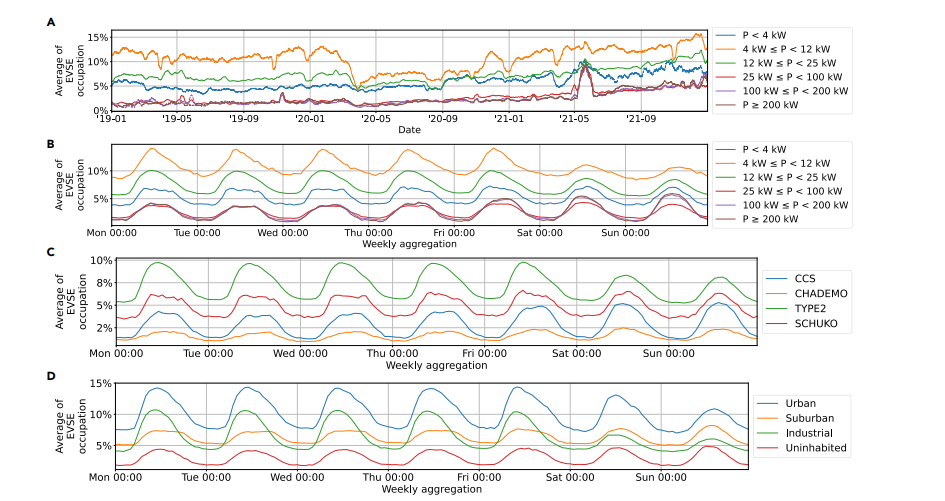 A
Average of
EVSE
occupation
15%
10%
5%
0%
'19-01
'19-05
'19-09
'20-01
'20-05
'20-09
'21-01
'21-05
'21-09
Date
P < 4 kW
4 kW ≤ P < 12 kW
12 kW ≤ P < 25 kW
25 kW ≤ P < 100 kW
100 kW ≤ P < 200 kW
P ≥ 200 kW
B
Average of
EVSE
occupation
10%
5%
Mon 00:00
Tue 00:00
Wed 00:00
Thu 00:00
Fri 00:00
Sat 00:00
Sun 00:00
Weekly aggregation
P < 4 kW
4 kW ≤ P < 12 kW
12 kW ≤ P < 25 kW
25 kW ≤ P < 100 kW
100 kW ≤ P < 200 kW
P ≥ 200 kW
C
Average of
EVSE
occupation
10%
8%
5%
2%
Mon 00:00
Tue 00:00
Wed 00:00
Thu 00:00
Fri 00:00
Sat 00:00
Sun 00:00
Weekly aggregation
CCS
CHADEMO
TYPE2
SCHUKO
D
Average of
EVSE
occupation
15%
10%
5%
Mon 00:00
Tue 00:00
Wed 00:00
Thu 00:00
Fri 00:00
Sat 00:00
Sun 00:00
Weekly aggregation
Urban
Suburban
Industrial
Uninhabited